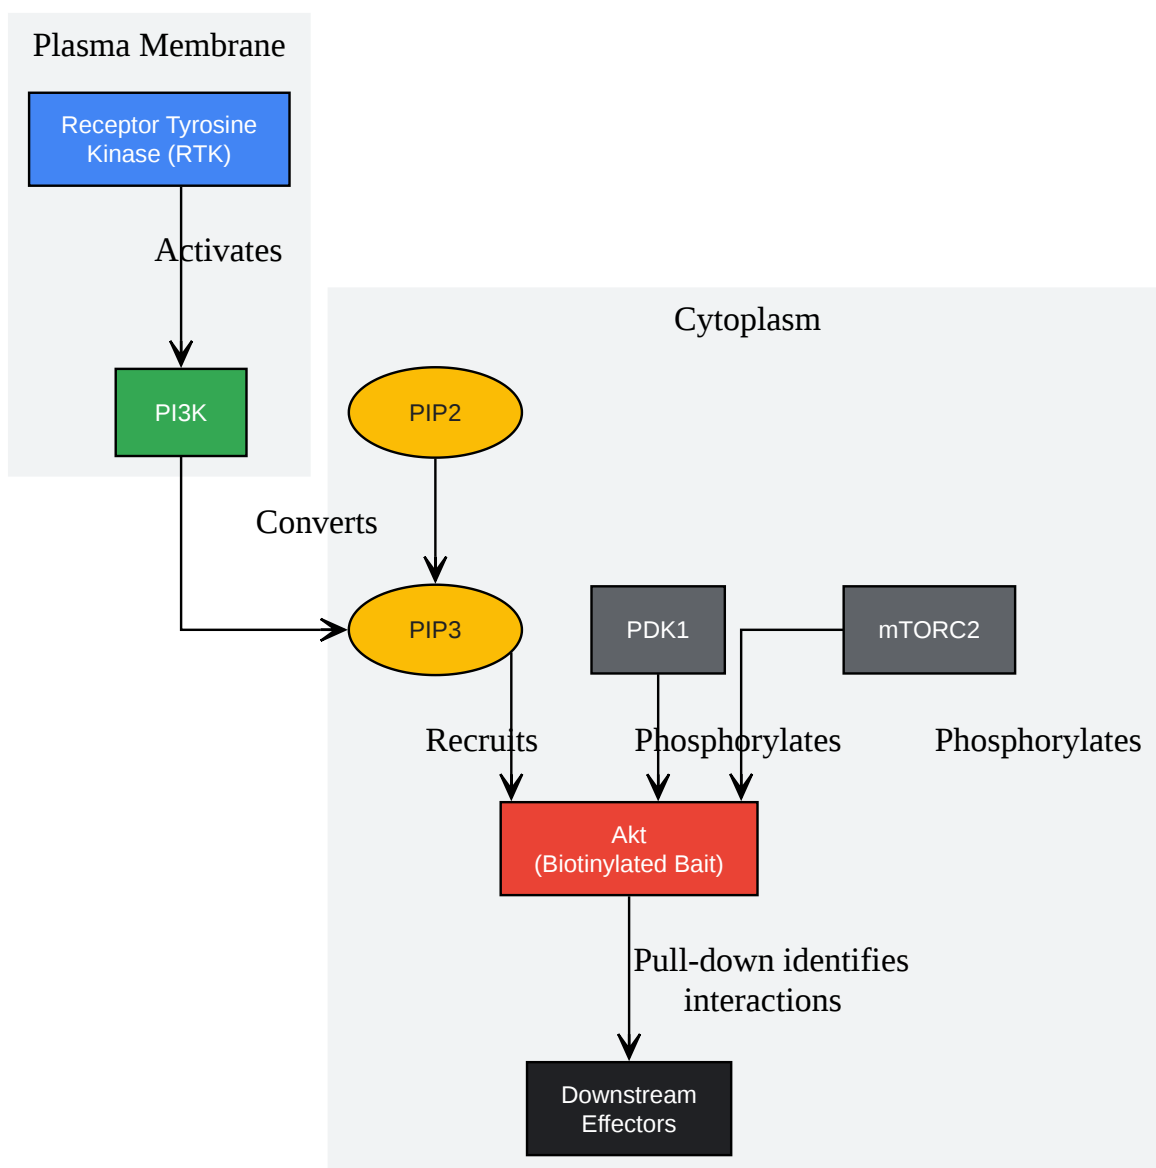 Plasma Membrane
Receptor Tyrosine
Kinase (RTK)
Activates
Cytoplasm
PI3K
PIP2
Converts
PIP3
PDK1
mTORC2
Recruits
Phosphorylates
Phosphorylates
Akt
(Biotinylated Bait)
Pull-down identifies
interactions
Downstream
Effectors